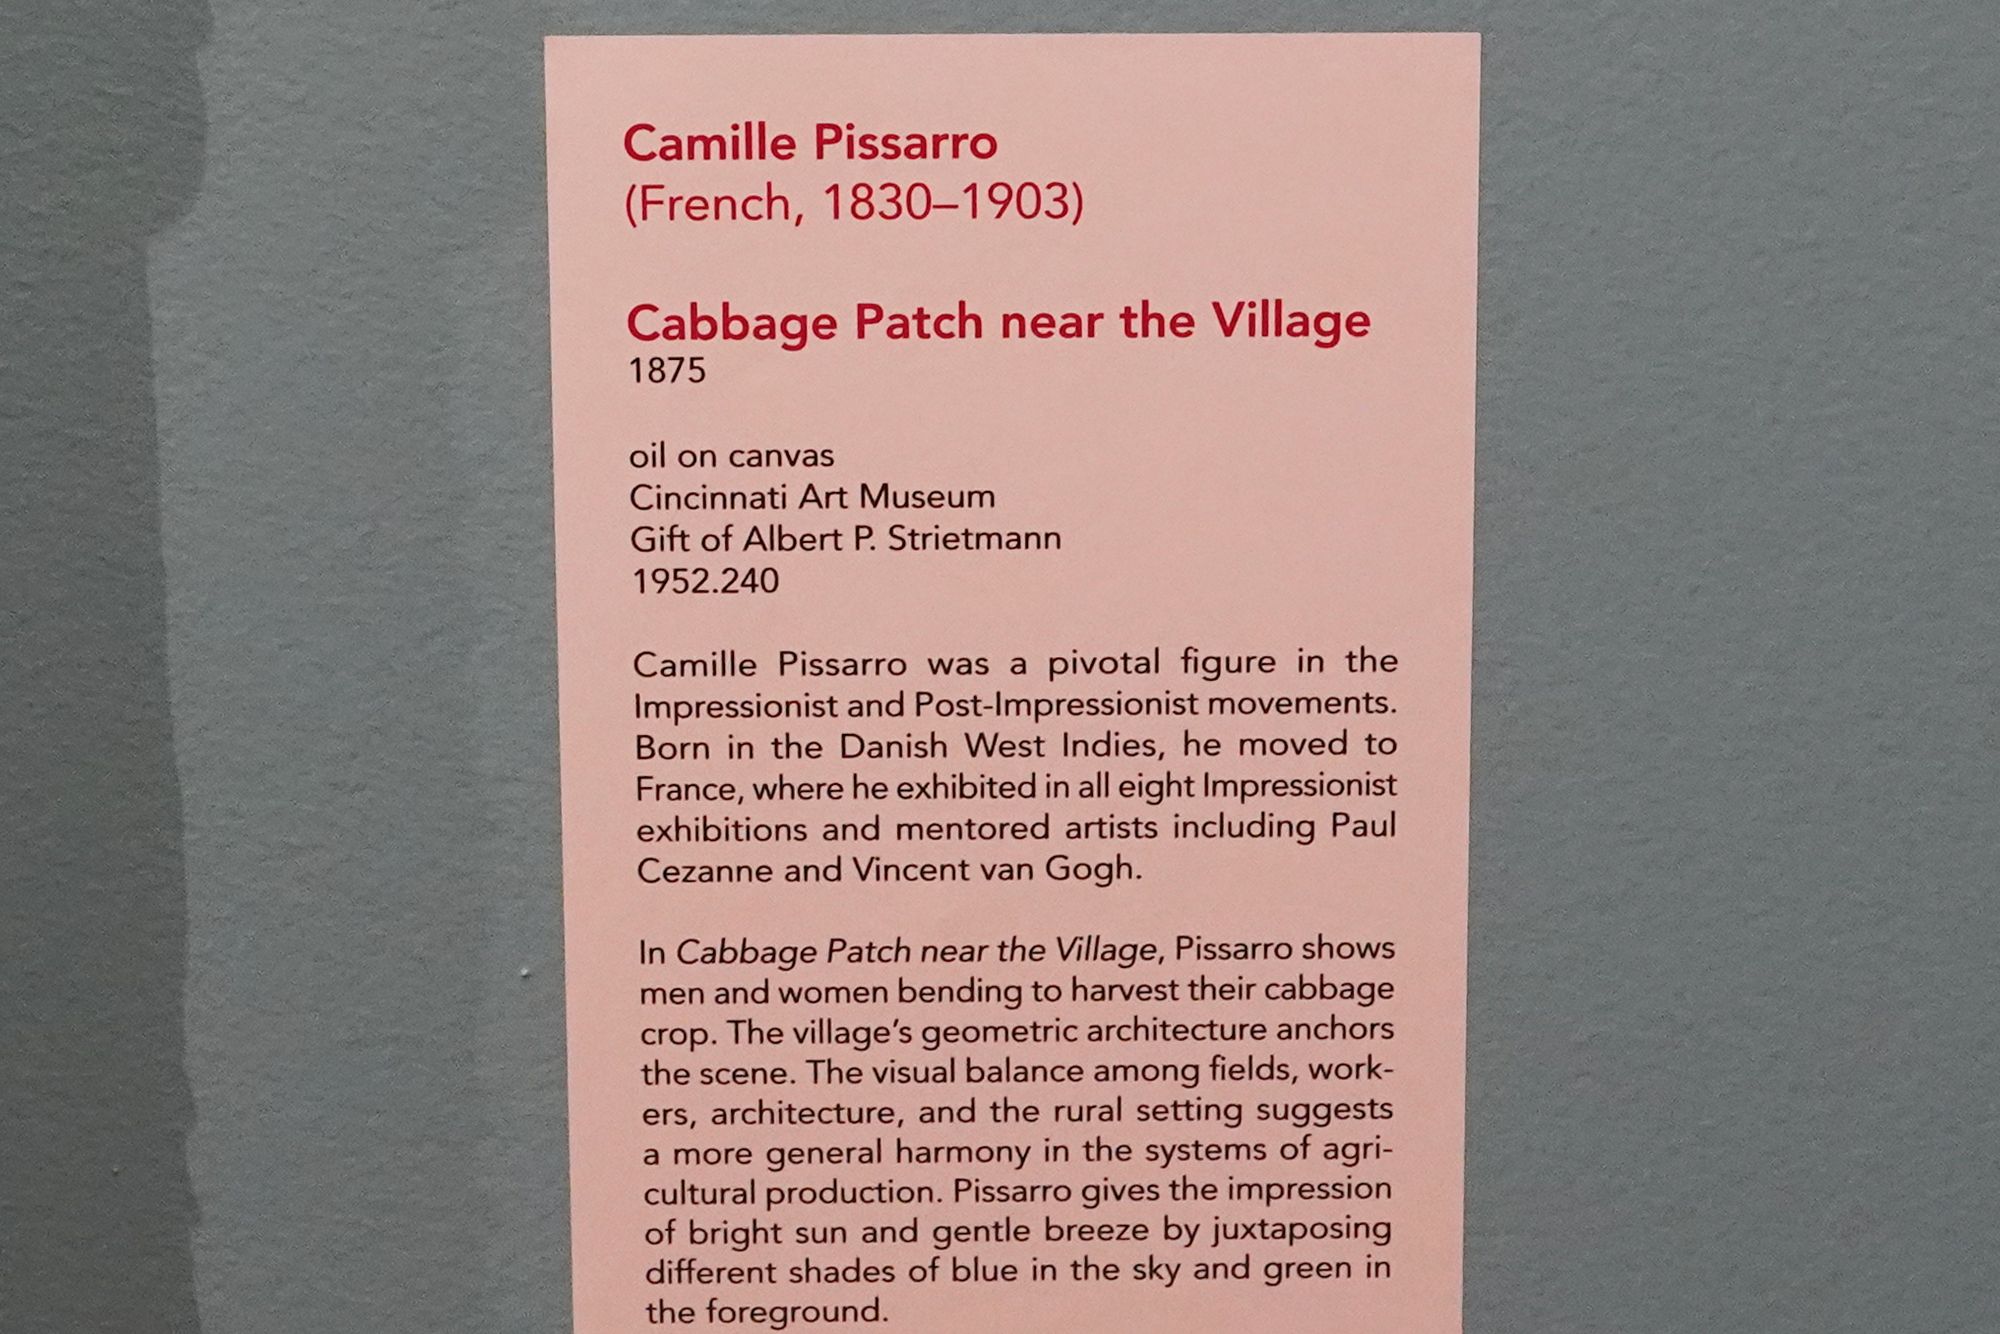 Camille Pissarro
(French, 1830–1903)
Cabbage Patch near the Village
1875
oil on canvas
Cincinnati Art Museum
Gift of Albert P. Strietmann
1952.240
Camille Pissarro was a pivotal figure in the
Impressionist and Post-Impressionist movements.
Born in the Danish West Indies, he moved to
France, where he exhibited in all eight Impressionist
exhibitions and mentored artists including Paul
Cezanne and Vincent van Gogh.
In Cabbage Patch near the Village, Pissarro shows
men and women bending to harvest their cabbage
crop. The village’s geometric architecture anchors
the scene. The visual balance among fields, work-
ers, architecture, and the rural setting suggests
a more general harmony in the systems of agri-
cultural production. Pissarro gives the impression
of bright sun and gentle breeze by juxtaposing
different shades of blue in the sky and green in
the foreground.